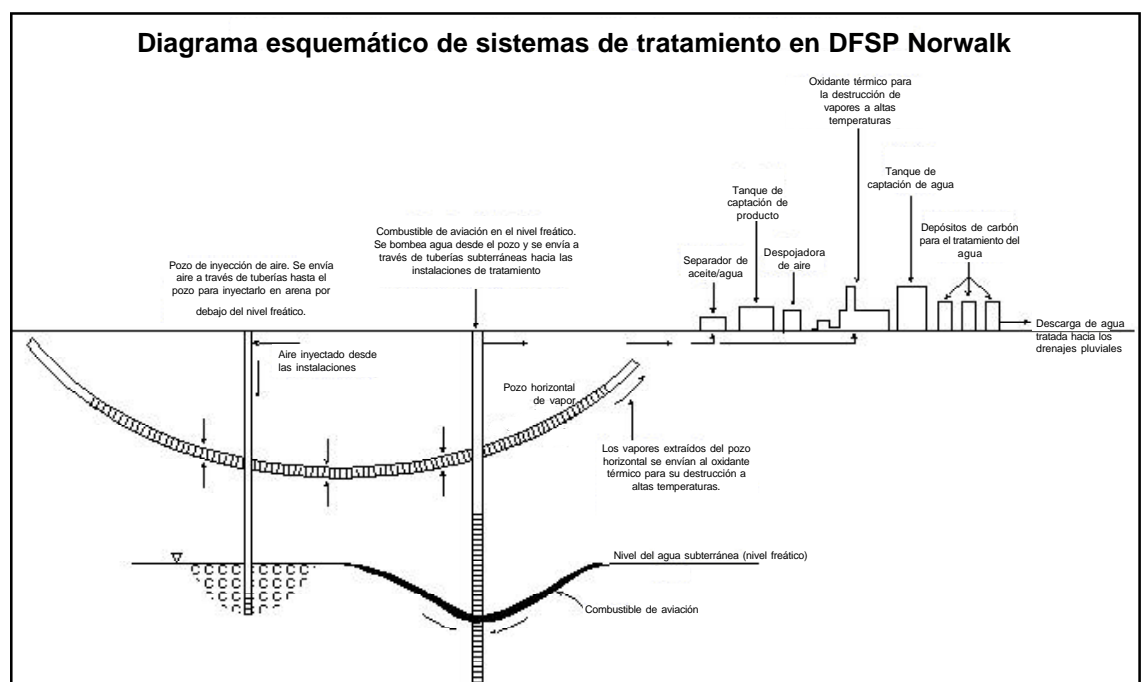 Diagrama esquemático de sistemas de tratamiento en DFSP Norwalk
Oxidante térmico para
la destrucción de
vapores a altas
temperaturas
Tanque de
captación de agua
Tanque de
captación de
producto
Depósitos de carbón
para el tratamiento del
agua
Combustible de aviación en el nivel freático.
Se bombea agua desde el pozo y se envía a
través de tuberías subterráneas hacia las
instalaciones de tratamiento
Separador de
aceite/agua
Despojadora
de aire
Pozo de inyección de aire. Se envía
aire a través de tuberías hasta el
pozo para inyectarlo en arena por
debajo del nivel freático.
Descarga de agua
tratada hacia los
drenajes pluviales
Aire inyectado desde
las instalaciones
Pozo horizontal
de vapor
Los vapores extraídos del pozo
horizontal se envían al oxidante
térmico para su destrucción a
altas temperaturas.
Nivel del agua subterránea (nivel freático)
Combustible de aviación